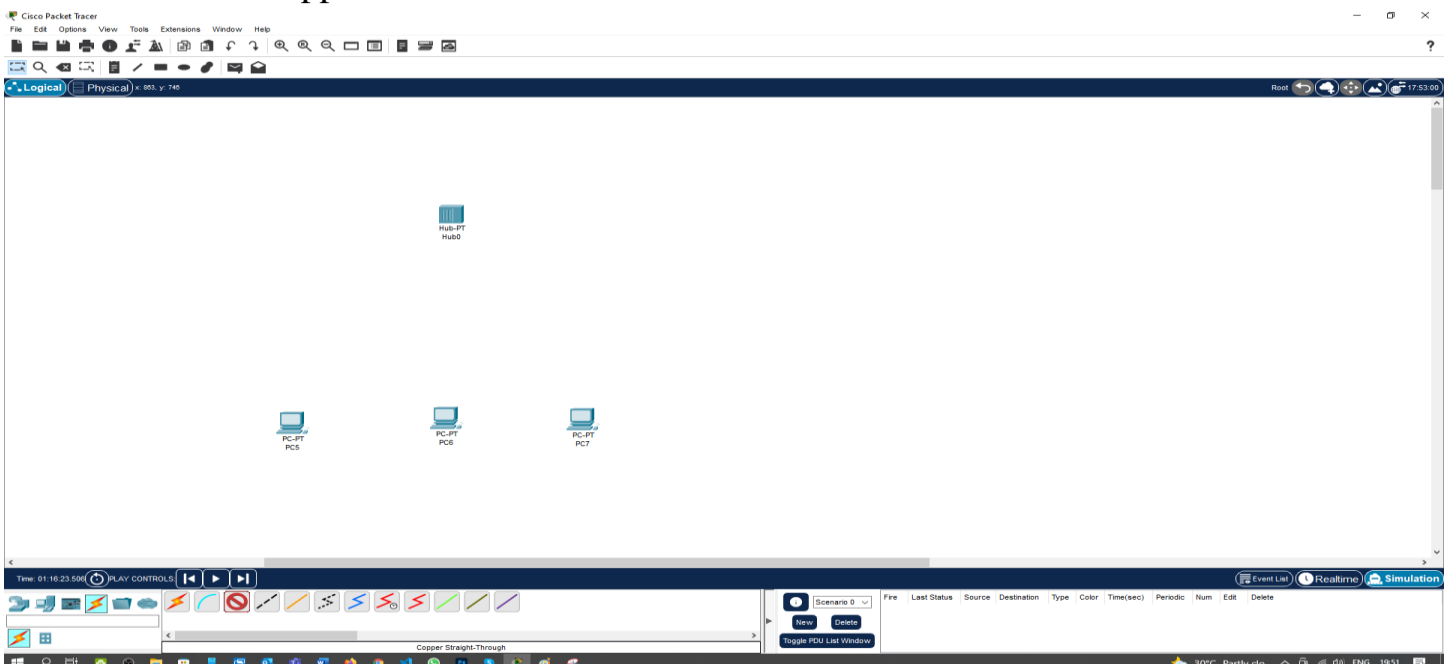 Cisco Packet Tracer
File Edit Options View Tools Extensions Window Help
?
Logical Physical x: 863, y: 746 Root 17:53:00
Hub-PT
Hub0
PC-PT
PC5
PC-PT
PC6
PC-PT
PC7
Time: 01:16:23.506 PLAY CONTROLS: Event List Realtime Simulation
Scenario 0 Fire Last Status Source Destination Type Color Time(sec) Periodic Num Edit Delete
New Delete
Toggle PDU List Window
Copper Straight-Through
30°C Partly clo... ENG 19:51